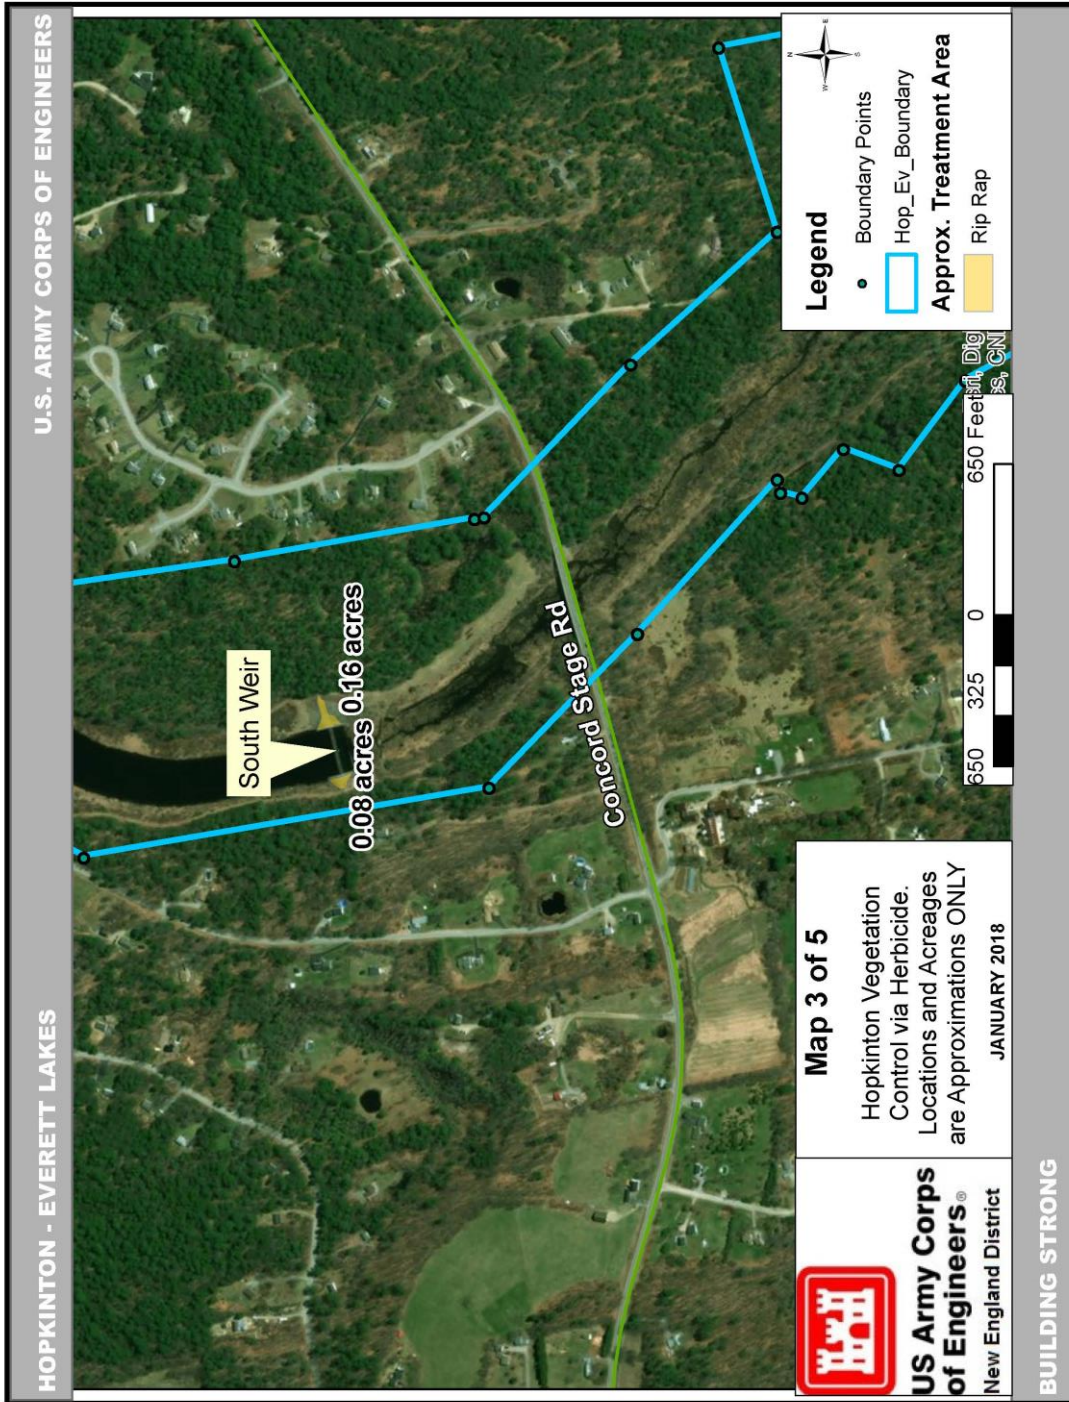 HOPKINTON - EVERETT LAKES
U.S. ARMY CORPS OF ENGINEERS
South Weir
0.08 acres 0.16 acres
Concord Stage Rd
US Army Corps
of Engineers®
New England District
Map 3 of 5
Hopkinton Vegetation
Control via Herbicide.
Locations and Acreages
are Approximations ONLY
JANUARY 2018
650 325 0 650 Feet
N
W E
S
Legend
Boundary Points
Hop_Ev_Boundary
Approx. Treatment Area
Rip Rap
BUILDING STRONG